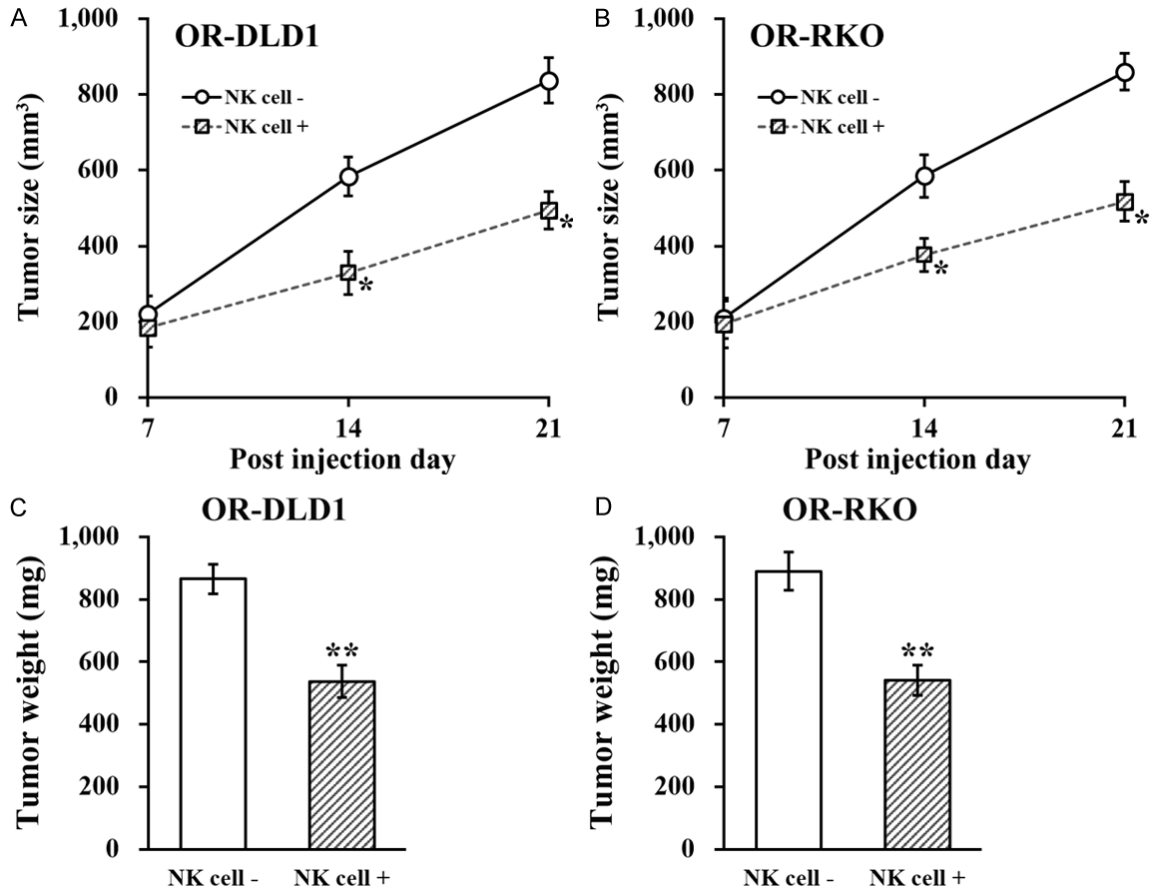 A
OR-DLD1
NK cell -
NK cell +
Tumor size (mm³)
1,000
800
600
400
200
0
*
*
7
14
21
Post injection day
B
OR-RKO
NK cell -
NK cell +
Tumor size (mm³)
1,000
800
600
400
200
0
*
*
7
14
21
Post injection day
C
OR-DLD1
Tumor weight (mg)
1,000
800
600
400
200
0
**
NK cell -
NK cell +
D
OR-RKO
Tumor weight (mg)
1,000
800
600
400
200
0
**
NK cell -
NK cell +